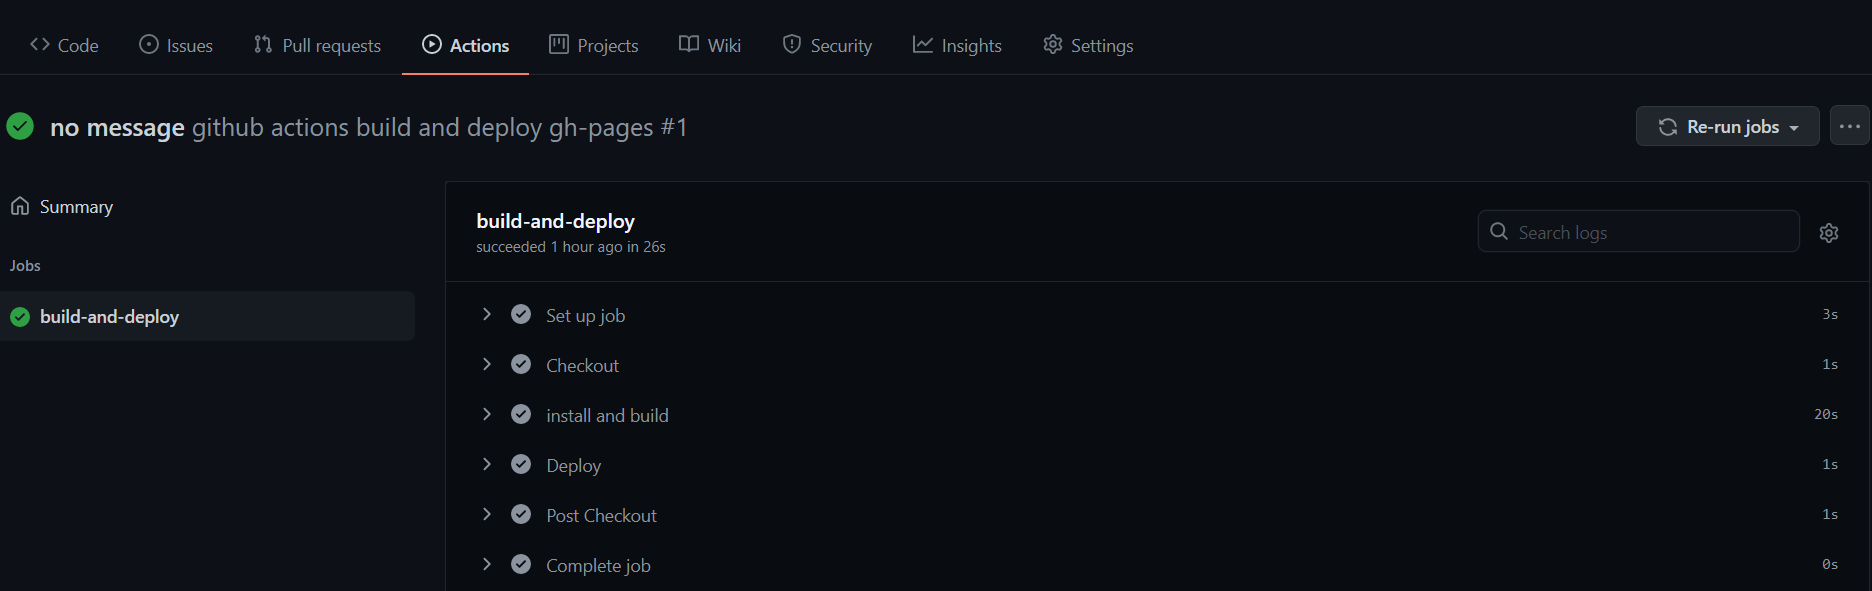 Code Issues Pull requests Actions Projects Wiki Security Insights Settings
no message github actions build and deploy gh-pages #1
Re-run jobs
Summary
Jobs
build-and-deploy
build-and-deploy
succeeded 1 hour ago in 26s
Search logs
Set up job 3s
Checkout 1s
install and build 20s
Deploy 1s
Post Checkout 1s
Complete job 0s